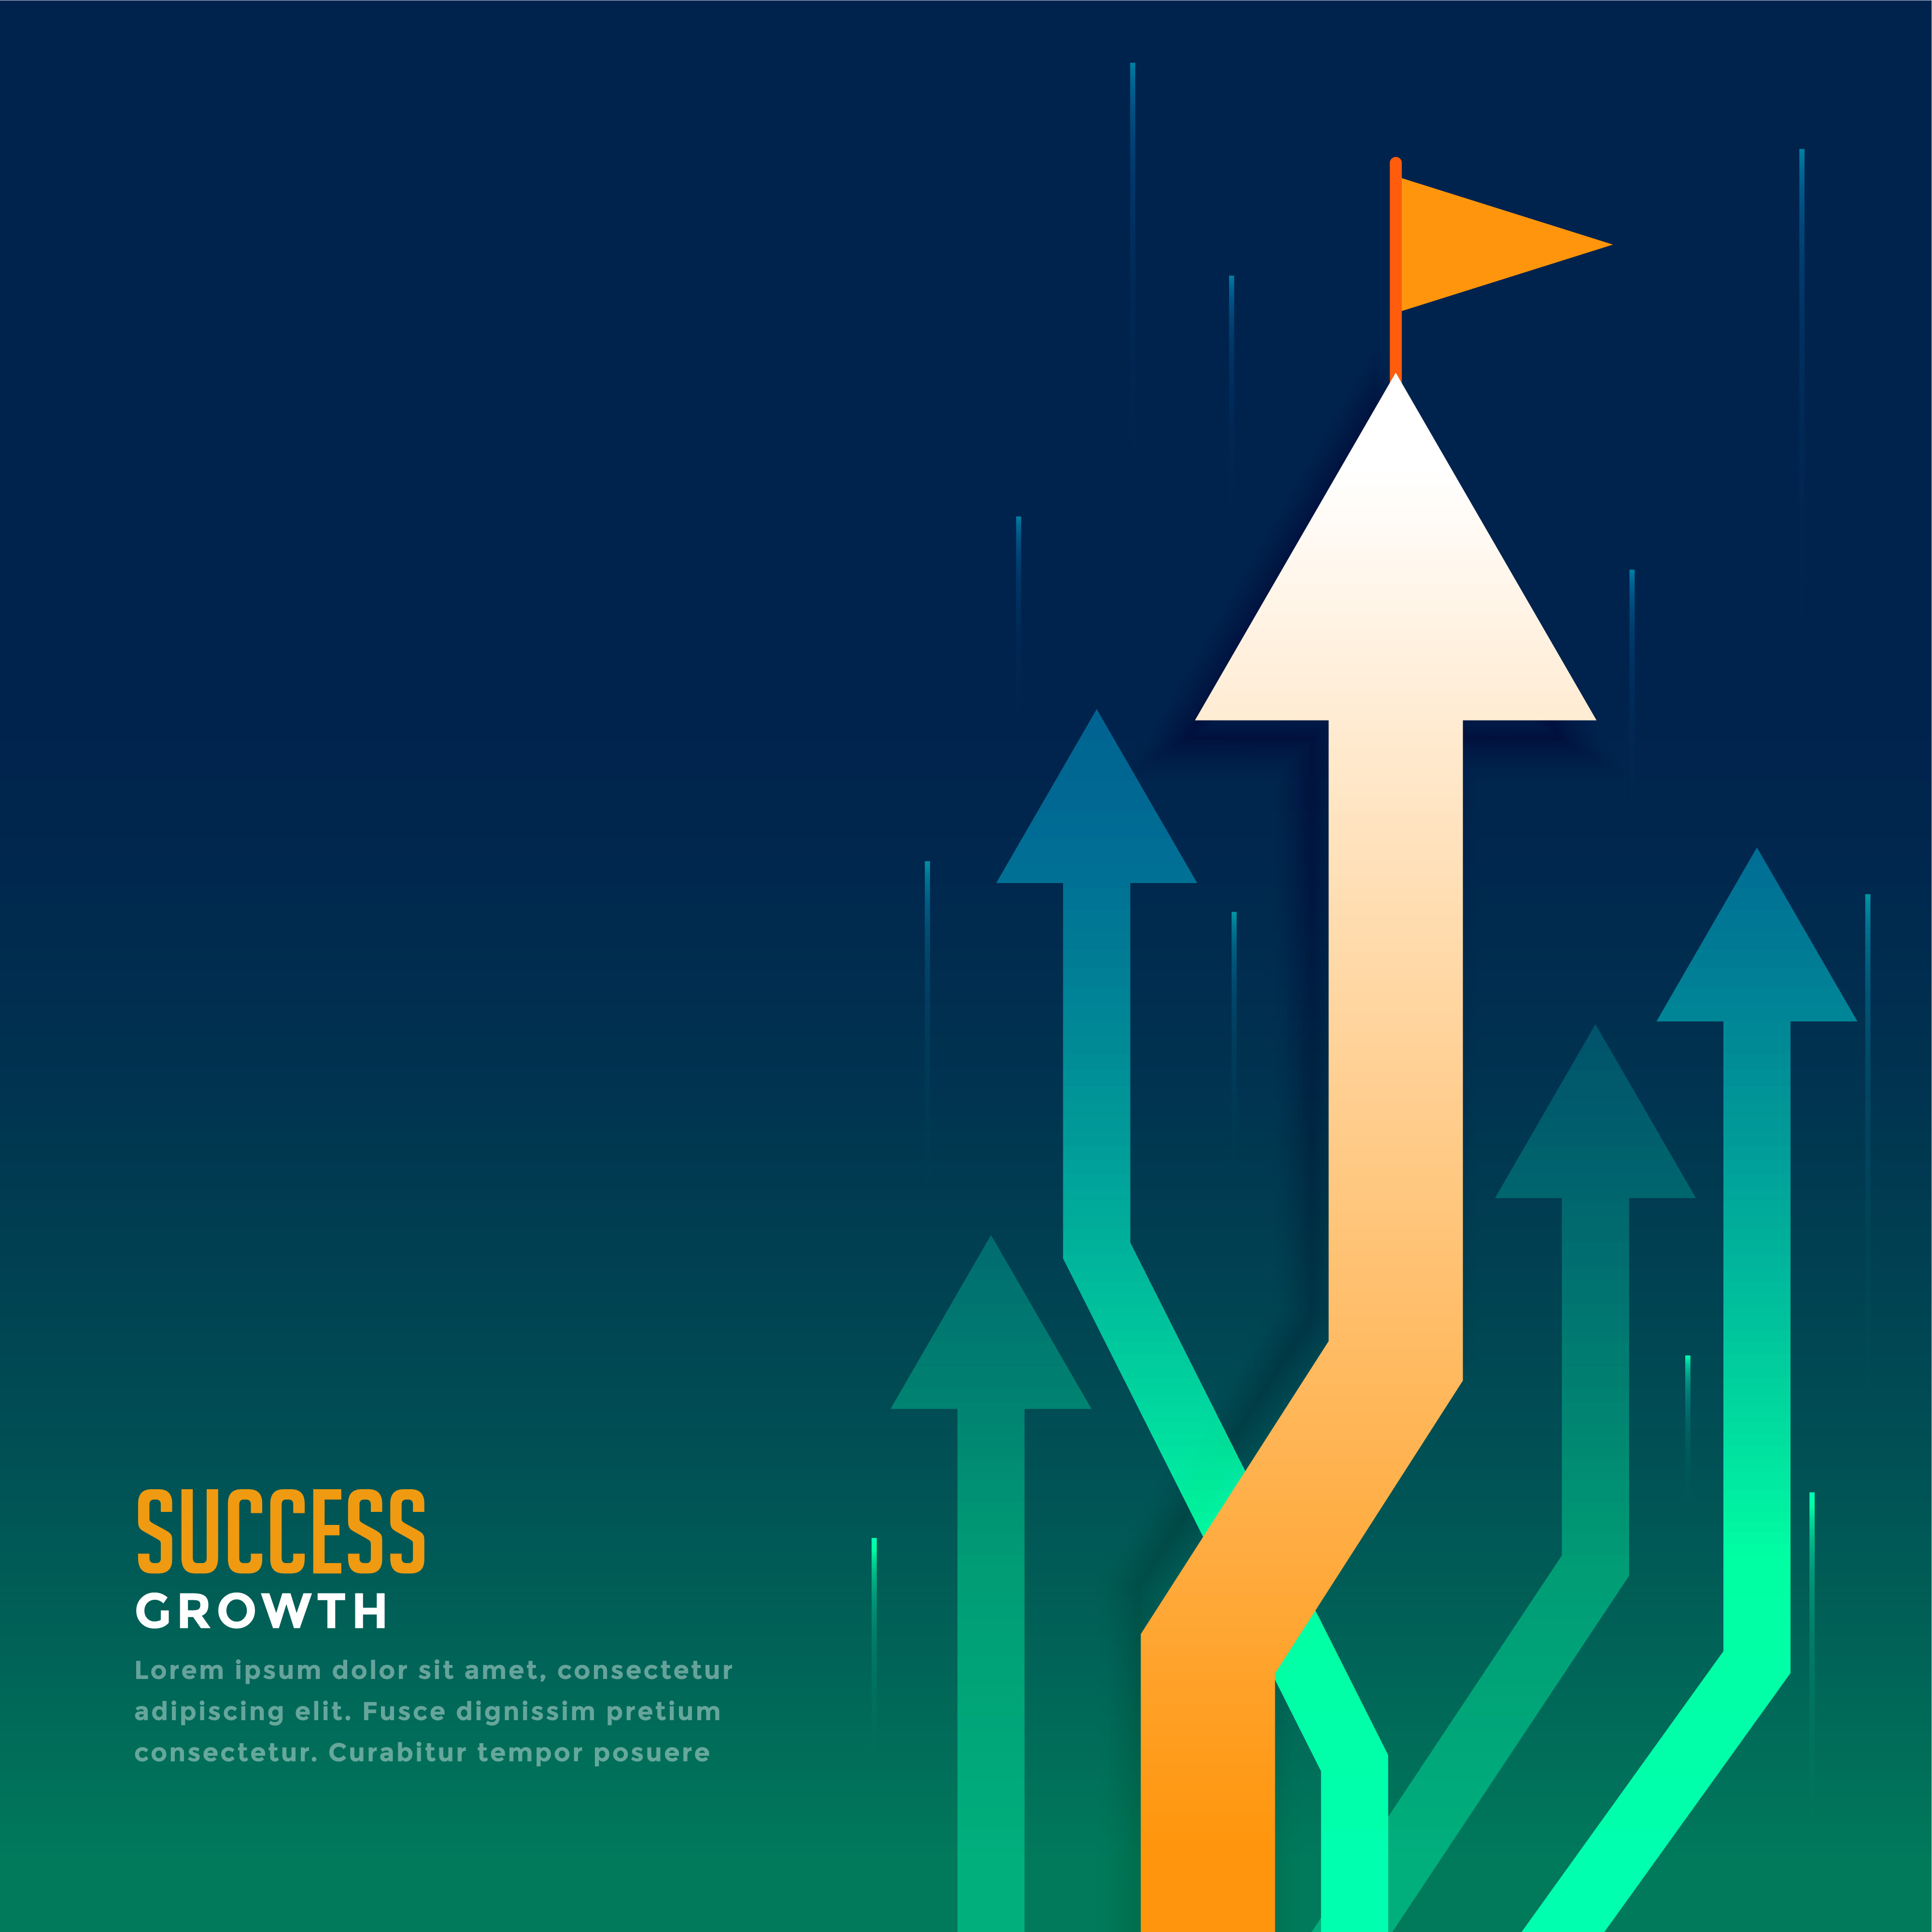 SUCCESS
GROWTH
Lorem ipsum dolor sit amet, consectetur
adipiscing elit. Fusce dignissim pretium
consectetur. Curabitur tempor posuere